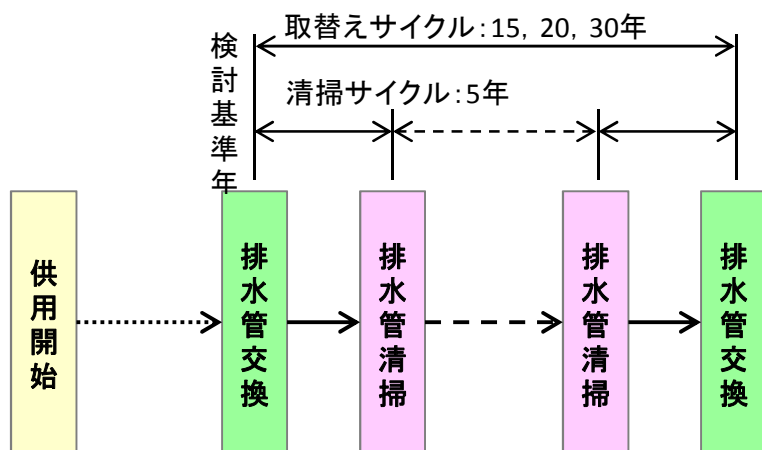 取替えサイクル：15，20，30年
検討基準年
清掃サイクル：5年
供用開始
排水管交換
排水管清掃
排水管清掃
排水管交換